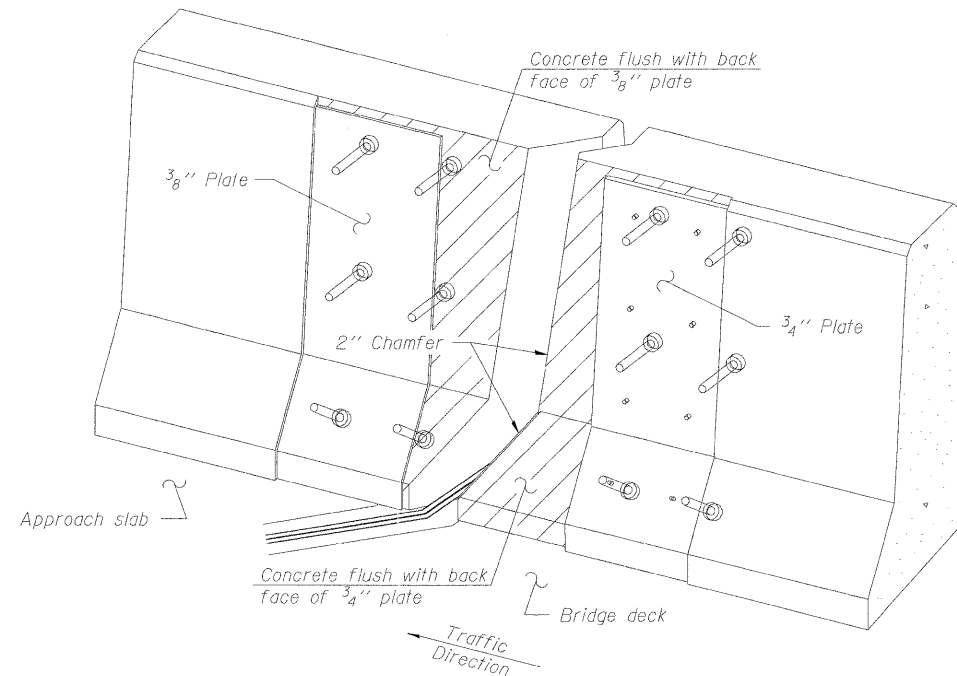 Concrete flush with back
face of 3/8'' plate
3/8'' Plate
2'' Chamfer
3/4'' Plate
Approach slab
Concrete flush with back
face of 3/4'' plate
Bridge deck
Traffic
Direction